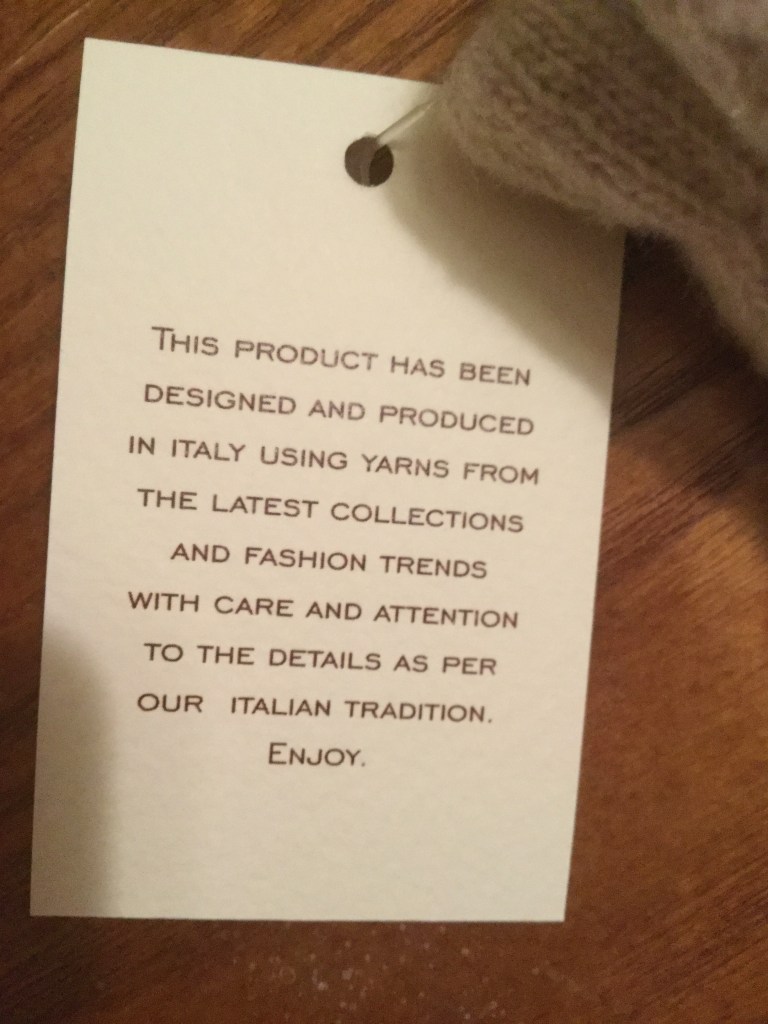 This product has been
designed and produced
in Italy using yarns from
the latest collections
and fashion trends
with care and attention
to the details as per
our  Italian tradition.
Enjoy.